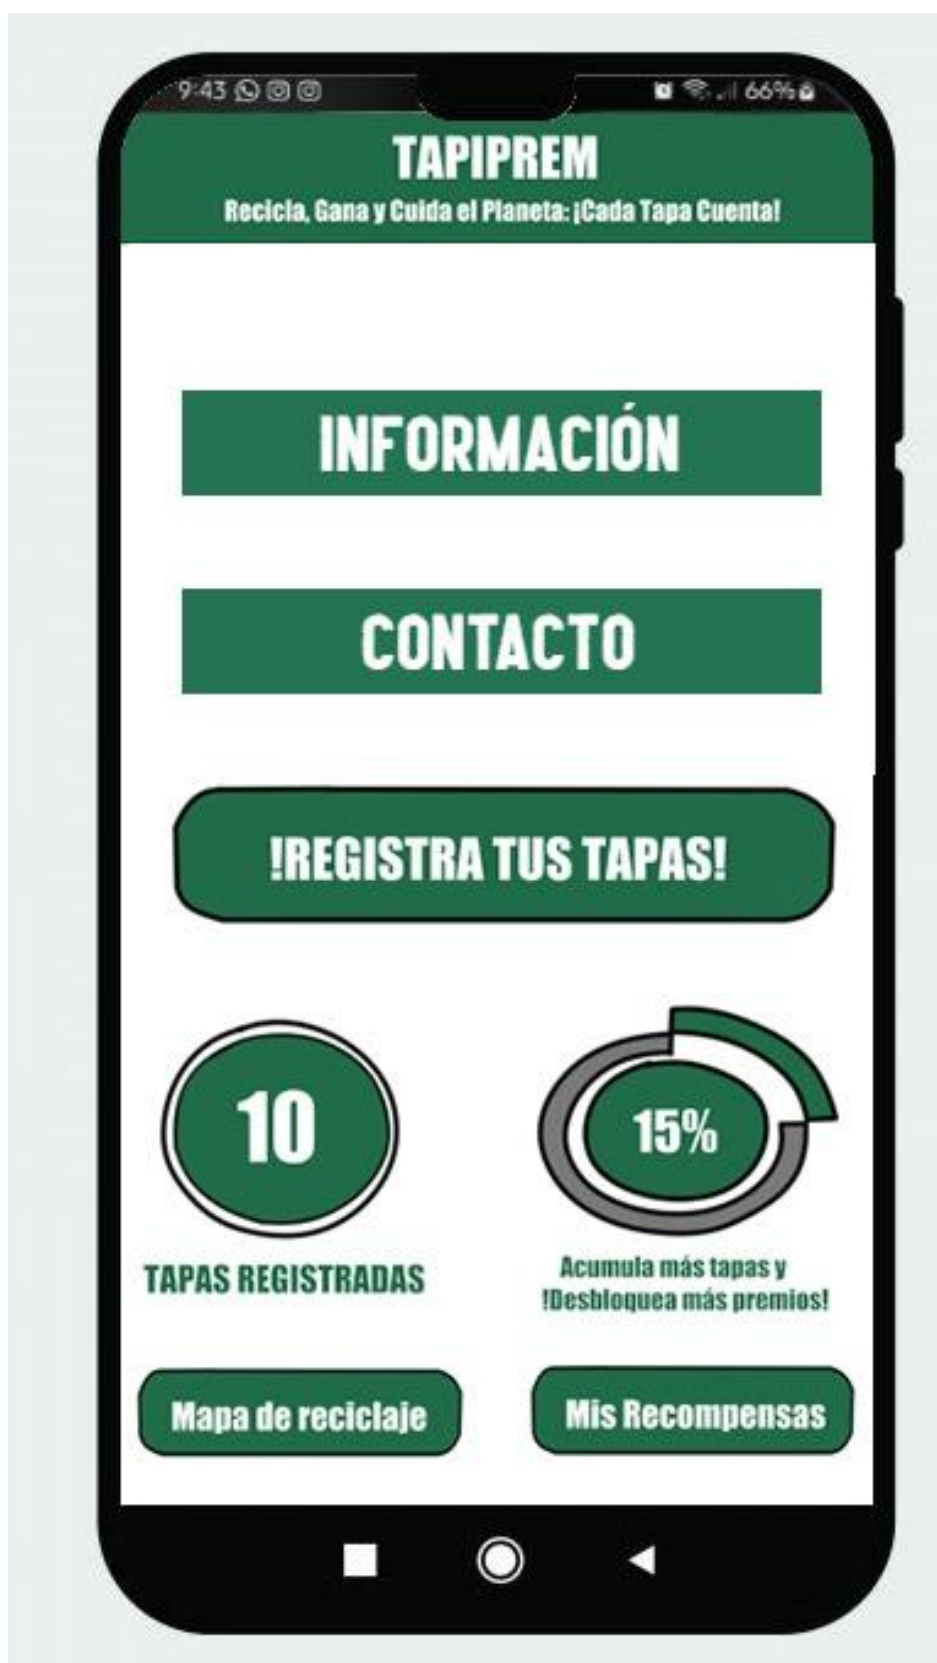 9:43
66%
TAPIPREM
Recicla, Gana y Cuida el Planeta: ¡Cada Tapa Cuenta!
INFORMACIÓN
CONTACTO
!REGISTRA TUS TAPAS!
10
15%
TAPAS REGISTRADAS
Acumula más tapas y
!Desbloquea más premios!
Mapa de reciclaje
Mis Recompensas